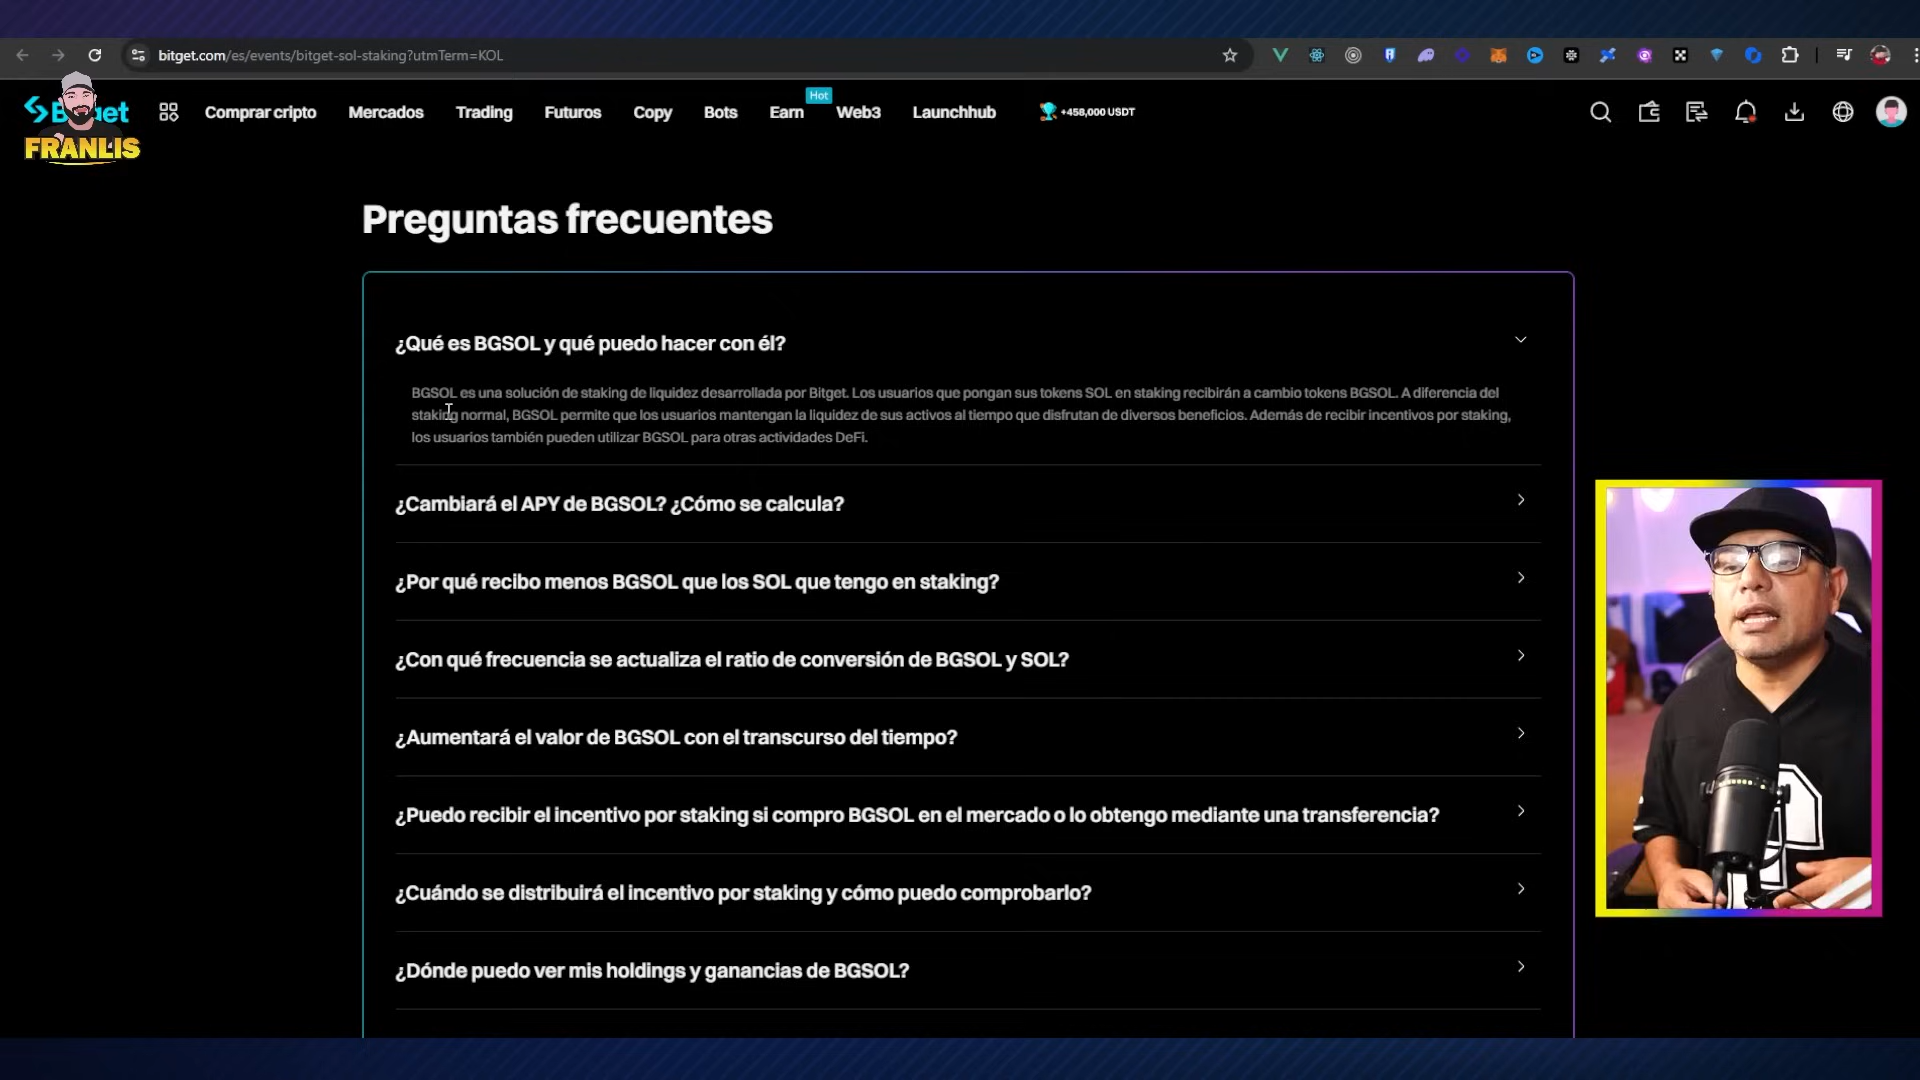 bitget.com/es/events/bitget-sol-staking?utmTerm=KOL
Comprar cripto Mercados Trading Futuros Copy Bots Earn Hot Web3 Launchhub +458,000 USDT
FRANLIS
Preguntas frecuentes
¿Qué es BGSOL y qué puedo hacer con él?
BGSOL es una solución de staking de liquidez desarrollada por Bitget. Los usuarios que pongan sus tokens SOL en staking recibirán a cambio tokens BGSOL. A diferencia del
staking normal, BGSOL permite que los usuarios mantengan la liquidez de sus activos al tiempo que disfrutan de diversos beneficios. Además de recibir incentivos por staking,
los usuarios también pueden utilizar BGSOL para otras actividades DeFi.
¿Cambiará el APY de BGSOL? ¿Cómo se calcula?
¿Por qué recibo menos BGSOL que los SOL que tengo en staking?
¿Con qué frecuencia se actualiza el ratio de conversión de BGSOL y SOL?
¿Aumentará el valor de BGSOL con el transcurso del tiempo?
¿Puedo recibir el incentivo por staking si compro BGSOL en el mercado o lo obtengo mediante una transferencia?
¿Cuándo se distribuirá el incentivo por staking y cómo puedo comprobarlo?
¿Dónde puedo ver mis holdings y ganancias de BGSOL?